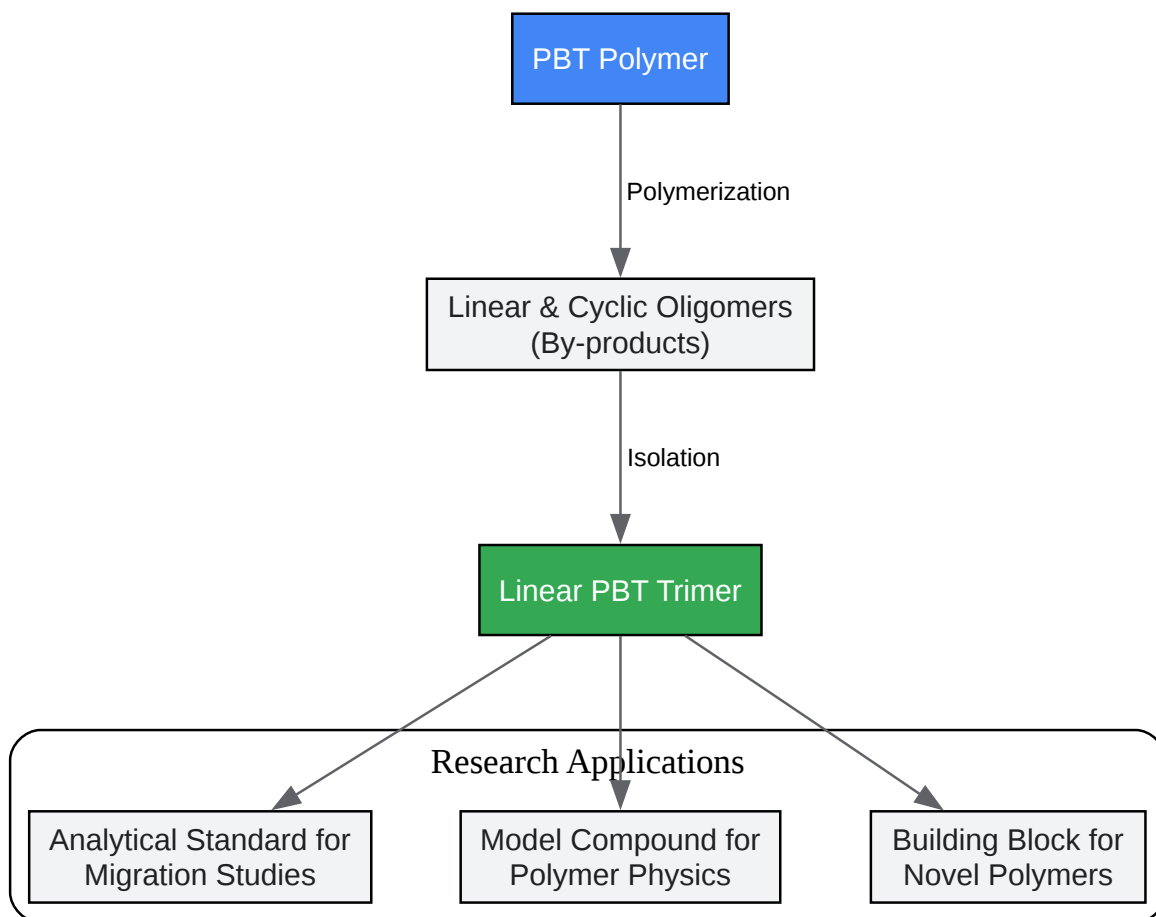 PBT Polymer
Polymerization
Linear & Cyclic Oligomers
(By-products)
Isolation
Linear PBT Trimer
Research Applications
Analytical Standard for
Migration Studies
Model Compound for
Polymer Physics
Building Block for
Novel Polymers